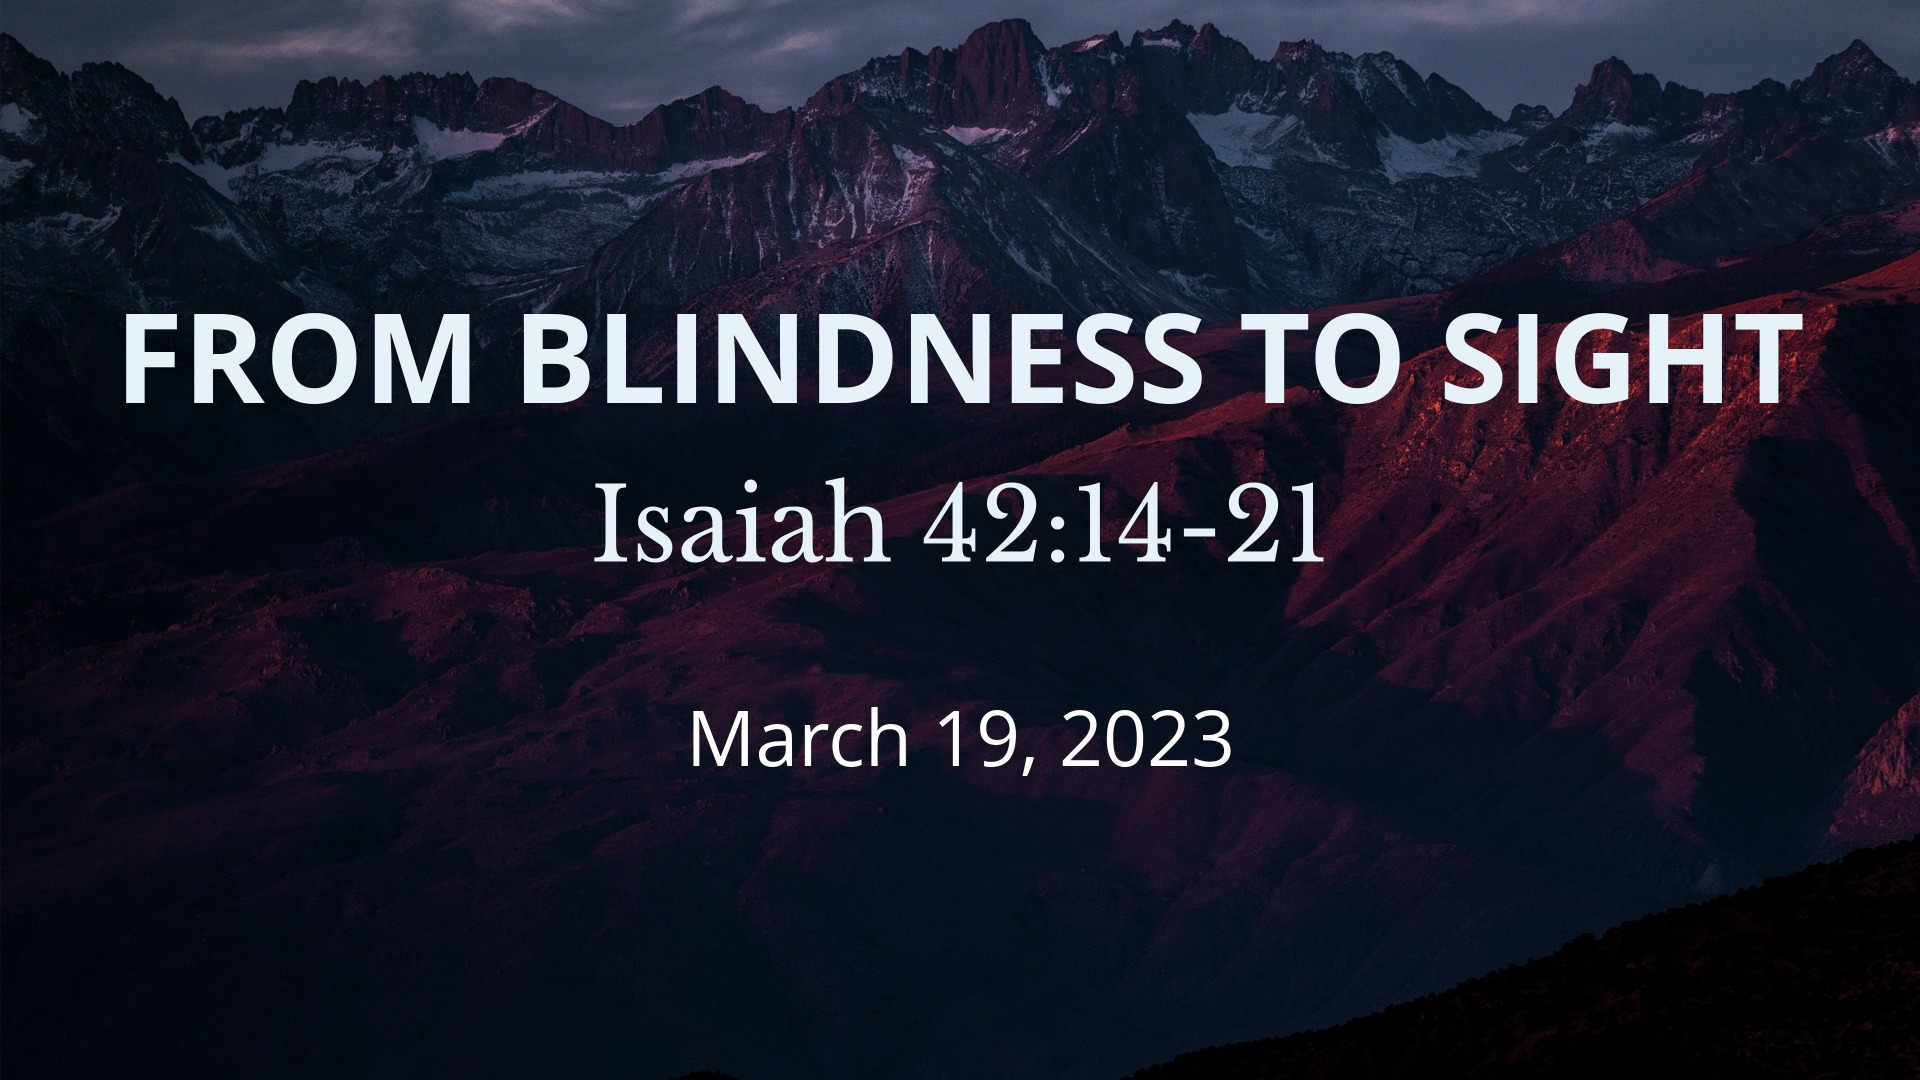 FROM BLINDNESS TO SIGHT
Isaiah 42:14-21
March 19, 2023